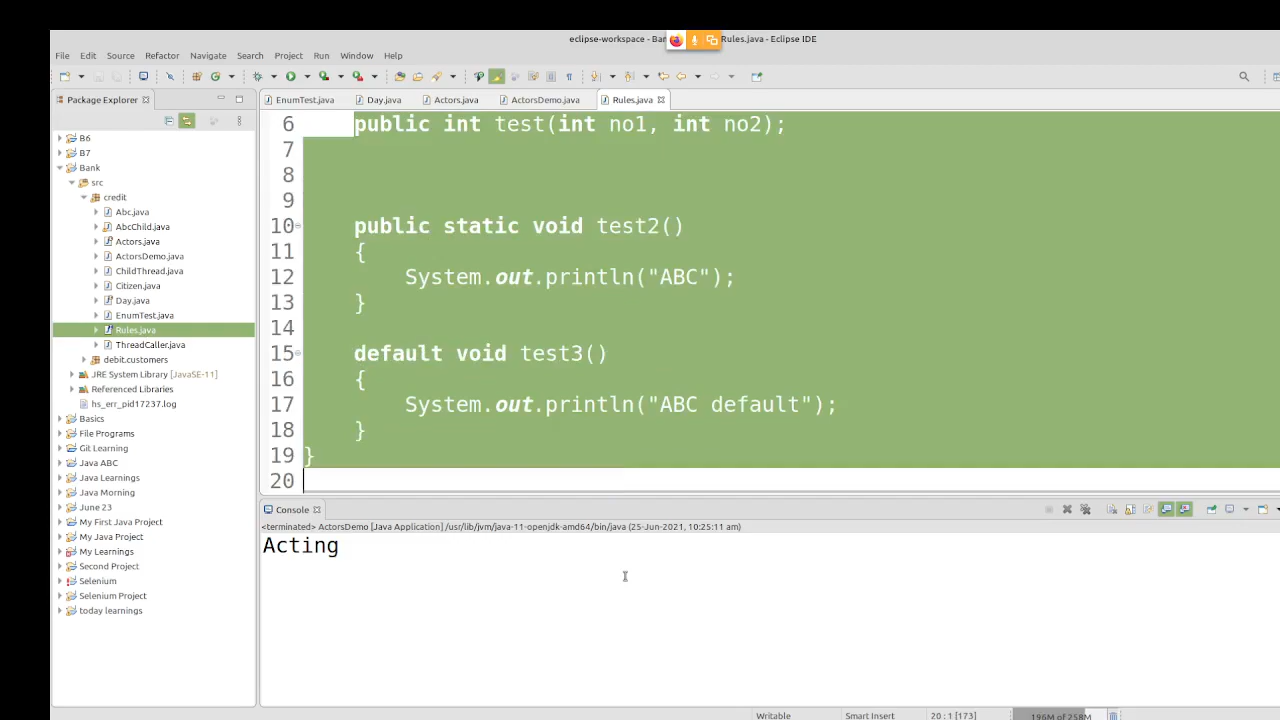 eclipse-workspace - Ban Rules.java - Eclipse IDE
File Edit Source Refactor Navigate Search Project Run Window Help
Package Explorer
EnumTest.java Day.java Actors.java ActorsDemo.java Rules.java
B6
B7
Bank
src
credit
Abc.java
AbcChild.java
Actors.java
ActorsDemo.java
ChildThread.java
Citizen.java
Day.java
EnumTest.java
Rules.java
ThreadCaller.java
debit.customers
JRE System Library [JavaSE-11]
Referenced Libraries
hs_err_pid17237.log
Basics
File Programs
Git Learning
Java ABC
Java Learnings
Java Morning
June 23
My First Java Project
My Java Project
My Learnings
Second Project
Selenium
Selenium Project
today learnings
6 public int test(int no1, int no2);
7
8
9
10 public static void test2()
11 {
12 System.out.println("ABC");
13 }
14
15 default void test3()
16 {
17 System.out.println("ABC default");
18 }
19 }
20
Console
<terminated> ActorsDemo [Java Application] /usr/lib/jvm/java-11-openjdk-amd64/bin/java (25-Jun-2021, 10:25:11 am)
Acting
Writable Smart Insert 20 : 1 [173] 196M of 258M